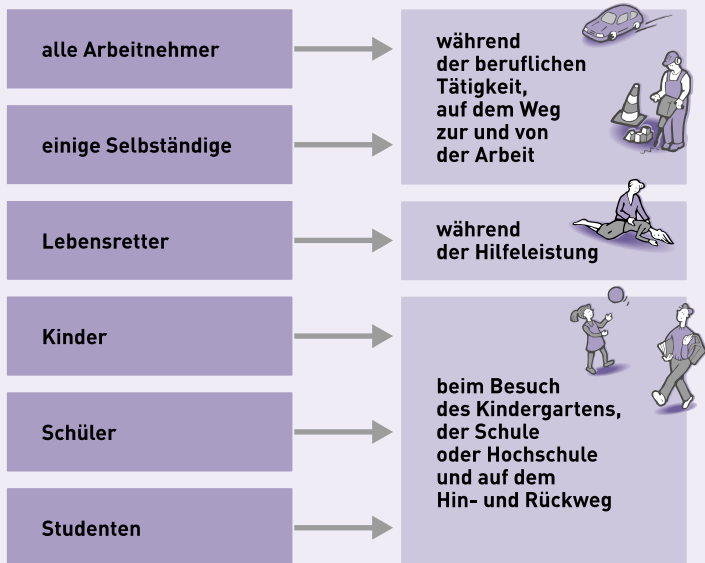 alle Arbeitnehmer
einige Selbständige
während
der beruflichen
Tätigkeit,
auf dem Weg
zur und von
der Arbeit
Lebensretter
während
der Hilfeleistung
Kinder
Schüler
Studenten
beim Besuch
des Kindergartens,
der Schule
oder Hochschule
und auf dem
Hin- und Rückweg